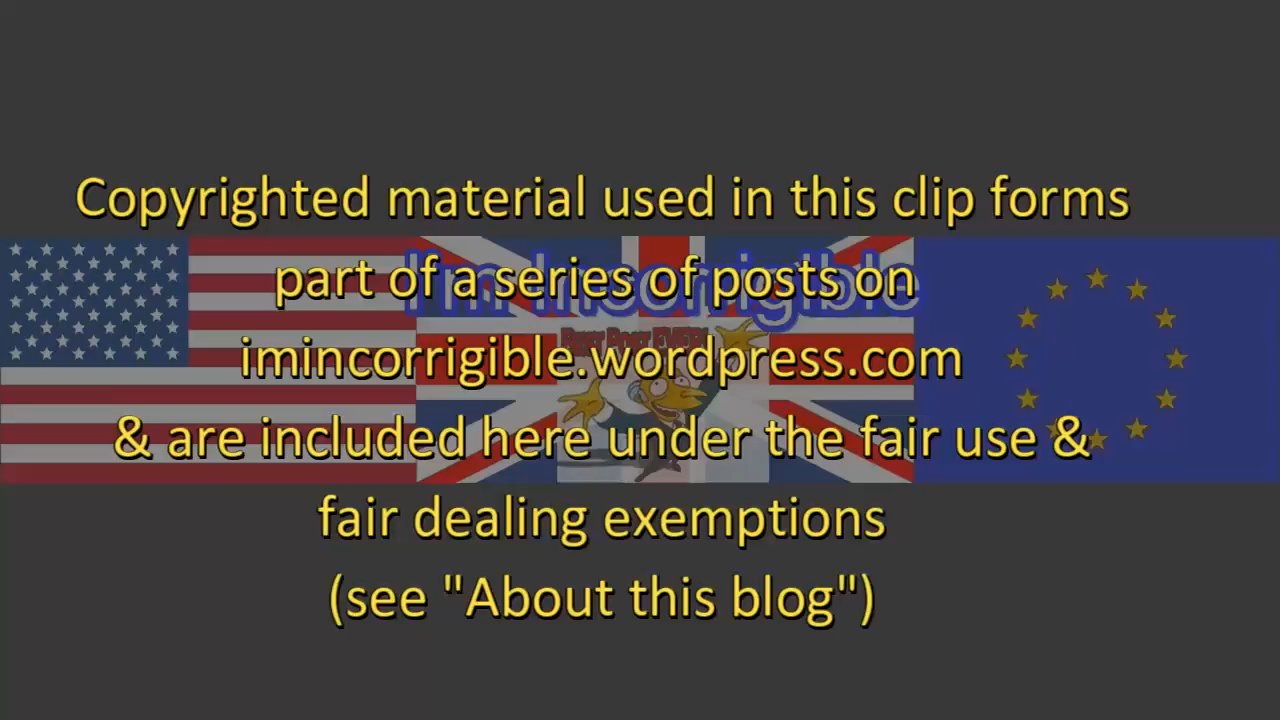 Copyrighted material used in this clip forms
part of a series of posts on
I'm Incorrigible
imincorrigible.wordpress.com
& are included here under the fair use &
fair dealing exemptions
(see "About this blog")